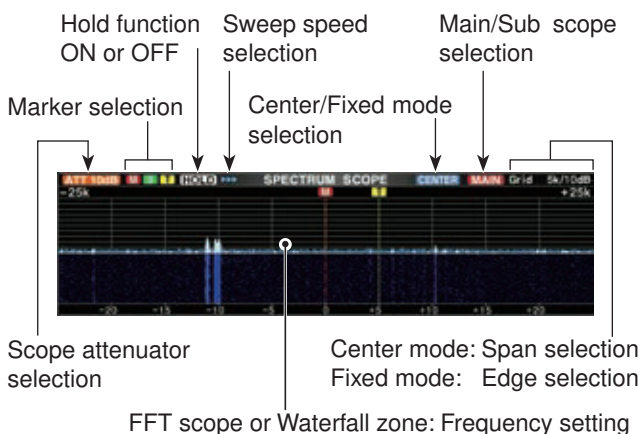 Hold function
ON or OFF
Sweep speed
selection
Main/Sub scope
selection
Marker selection
Center/Fixed mode
selection
ATT 10dB M S T HOLD >>> SPECTRUM SCOPE CENTER MAIN Grid 5k/10dB
-25k M T +25k
-20 -15 -10 -5 0 +5 +10 +15 +20
Scope attenuator
selection
Center mode: Span selection
Fixed mode: Edge selection
FFT scope or Waterfall zone: Frequency setting